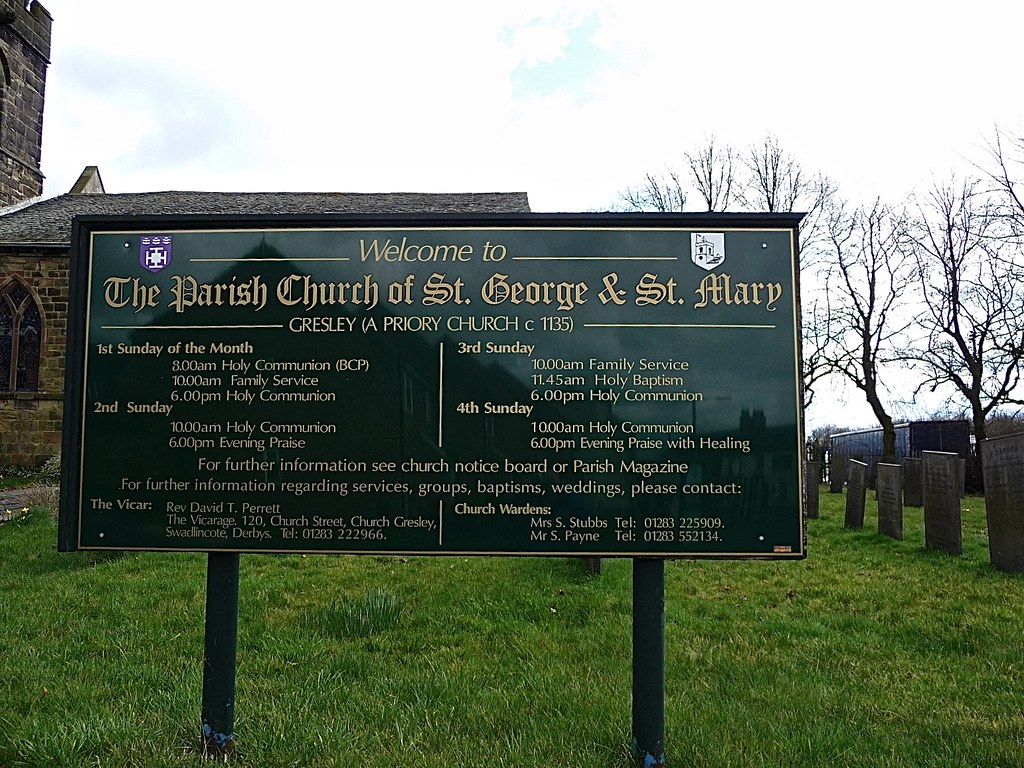 Welcome to
The Parish Church of St. George & St. Mary
GRESLEY (A PRIORY CHURCH c 1135)
1st Sunday of the Month
8.00am Holy Communion (BCP)
10.00am Family Service
6.00pm Holy Communion
2nd Sunday
10.00am Holy Communion
6.00pm Evening Praise
3rd Sunday
10.00am Family Service
11.45am Holy Baptism
6.00pm Holy Communion
4th Sunday
10.00am Holy Communion
6.00pm Evening Praise with Healing
For further information see church notice board or Parish Magazine
For further information regarding services, groups, baptisms, weddings, please contact:
The Vicar: Rev David T. Perrett
The Vicarage. 120, Church Street, Church Gresley,
Swadlincote, Derbys. Tel: 01283 222966.
Church Wardens:
Mrs S. Stubbs Tel: 01283 225909.
Mr S. Payne Tel: 01283 552134.